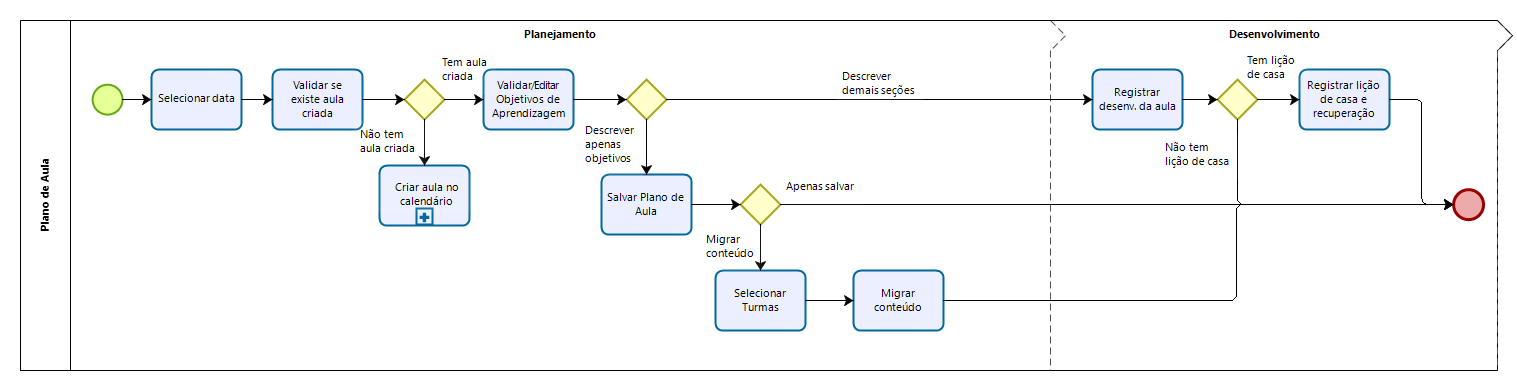 Plano de Aula
Planejamento
Desenvolvimento
Selecionar data
Validar se
existe aula
criada
Tem aula
criada
Não tem
aula criada
Criar aula no
calendário
Validar/Editar
Objetivos de
Aprendizagem
Descrever
demais seções
Descrever
apenas
objetivos
Salvar Plano de
Aula
Apenas salvar
Migrar
conteúdo
Selecionar
Turmas
Migrar
conteúdo
Registrar
desenv. da aula
Tem lição
de casa
Não tem
lição de casa
Registrar lição
de casa e
recuperação